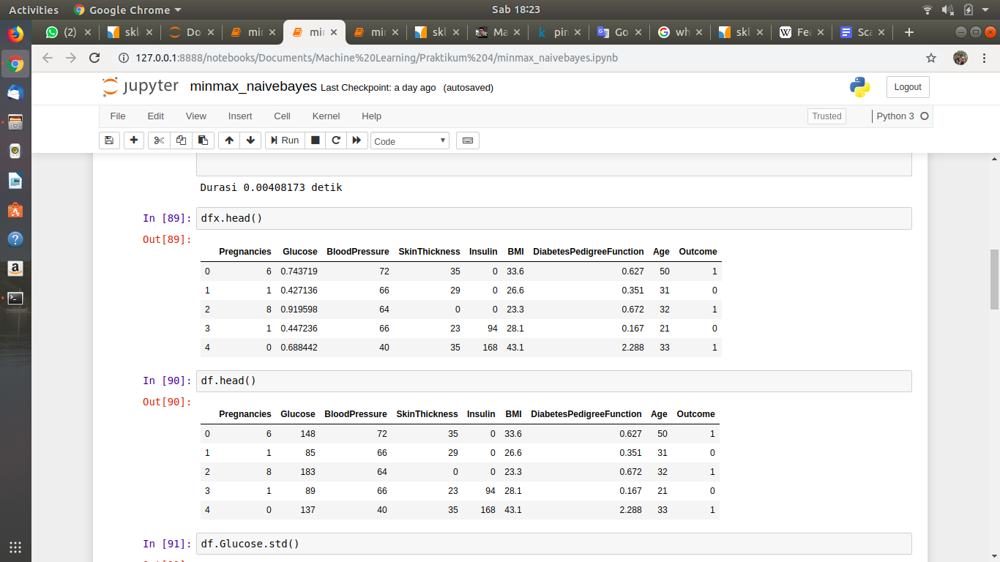 Activities Google Chrome Sab 18:23
(2) skl Do mi mi mi skl Ma pin Go wh skl Fea Sca
127.0.0.1:8888/notebooks/Documents/Machine%20Learning/Praktikum%204/minmax_naivebayes.ipynb
jupyter minmax_naivebayes Last Checkpoint: a day ago (autosaved) Logout
File Edit View Insert Cell Kernel Help Trusted Python 3
Run Code
Durasi 0.00408173 detik
In [89]: dfx.head()
Out[89]:
Pregnancies Glucose BloodPressure SkinThickness Insulin BMI DiabetesPedigreeFunction Age Outcome
0 6 0.743719 72 35 0 33.6 0.627 50 1
1 1 0.427136 66 29 0 26.6 0.351 31 0
2 8 0.919598 64 0 0 23.3 0.672 32 1
3 1 0.447236 66 23 94 28.1 0.167 21 0
4 0 0.688442 40 35 168 43.1 2.288 33 1
In [90]: df.head()
Out[90]:
Pregnancies Glucose BloodPressure SkinThickness Insulin BMI DiabetesPedigreeFunction Age Outcome
0 6 148 72 35 0 33.6 0.627 50 1
1 1 85 66 29 0 26.6 0.351 31 0
2 8 183 64 0 0 23.3 0.672 32 1
3 1 89 66 23 94 28.1 0.167 21 0
4 0 137 40 35 168 43.1 2.288 33 1
In [91]: df.Glucose.std()